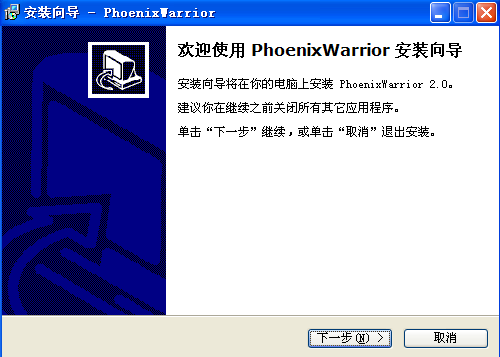 安装向导 - PhoenixWarrior
欢迎使用 PhoenixWarrior 安装向导
安装向导将在你的电脑上安装 PhoenixWarrior 2.0。
建议你在继续之前关闭所有其它应用程序。
单击“下一步”继续，或单击“取消”退出安装。
下一步(N) >
取消